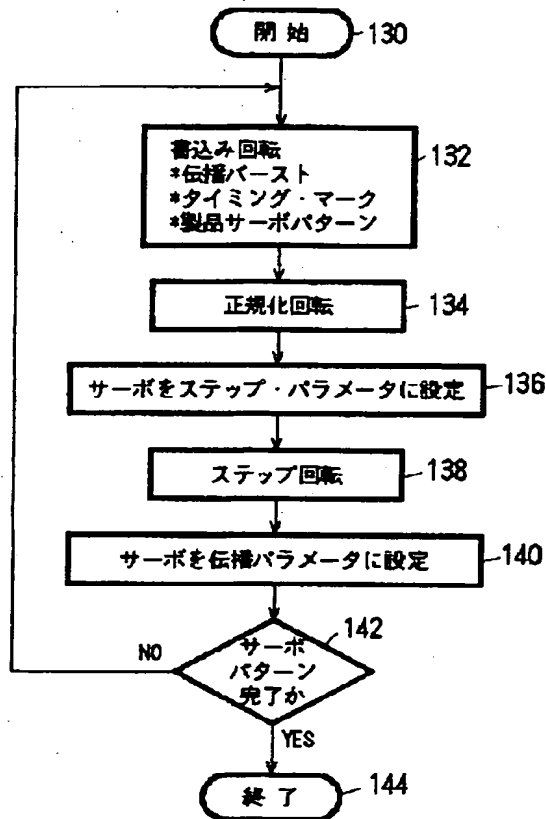 開始
130
書込み回転
*伝播バースト
*タイミング・マーク
*製品サーボパターン
132
正規化回転
134
サーボをステップ・パラメータに設定
136
ステップ回転
138
サーボを伝播パラメータに設定
140
サーボ
パターン
完了か
142
NO
YES
終了
144